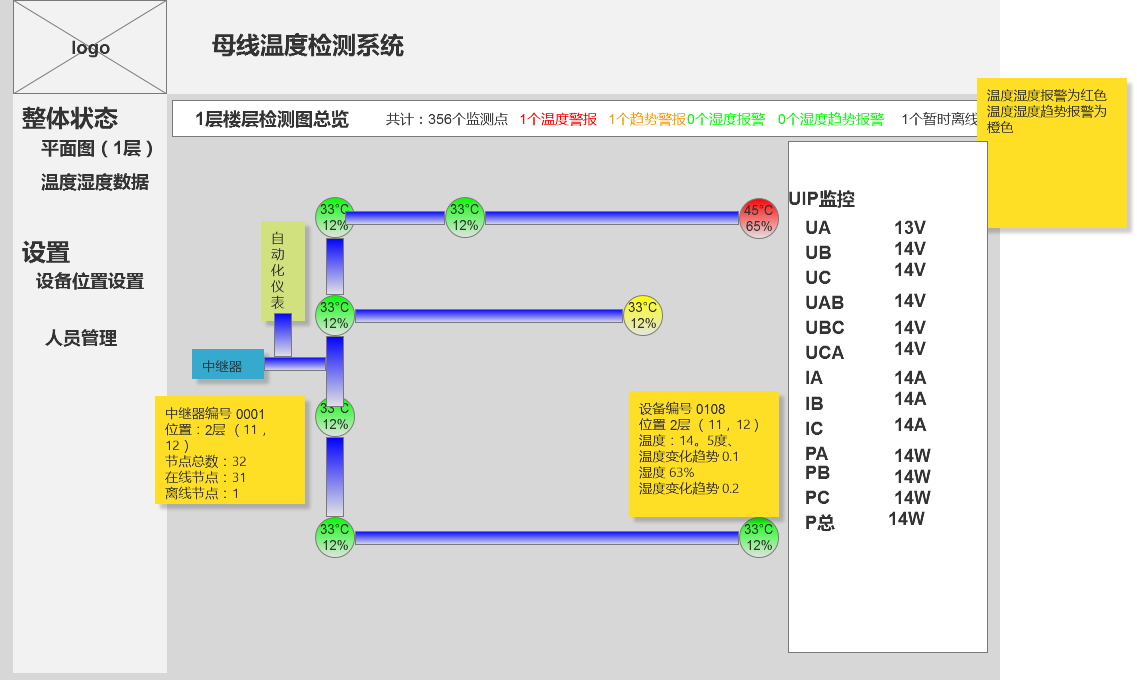 logo
母线温度检测系统
整体状态
平面图（1层）
温度湿度数据
设置
设备位置设置
人员管理
1层楼层检测图总览
共计：356个监测点 1个温度警报 1个趋势警报0个湿度报警 0个湿度趋势报警 1个暂时离线
温度湿度报警为红色
温度湿度趋势报警为
橙色
33°C
12%
33°C
12%
45°C
65%
自
动
化
仪
表
33°C
12%
33°C
12%
中继器
33°C
12%
中继器编号 0001
位置：2层 （11，
12）
节点总数：32
在线节点：31
离线节点：1
设备编号 0108
位置 2层 （11，12）
温度：14。5度、
温度变化趋势 0.1
湿度 63%
湿度变化趋势 0.2
33°C
12%
33°C
12%
UIP监控
UA 13V
UB 14V
UC 14V
UAB 14V
UBC 14V
UCA 14V
IA 14A
IB 14A
IC 14A
PA 14W
PB 14W
PC 14W
P总 14W